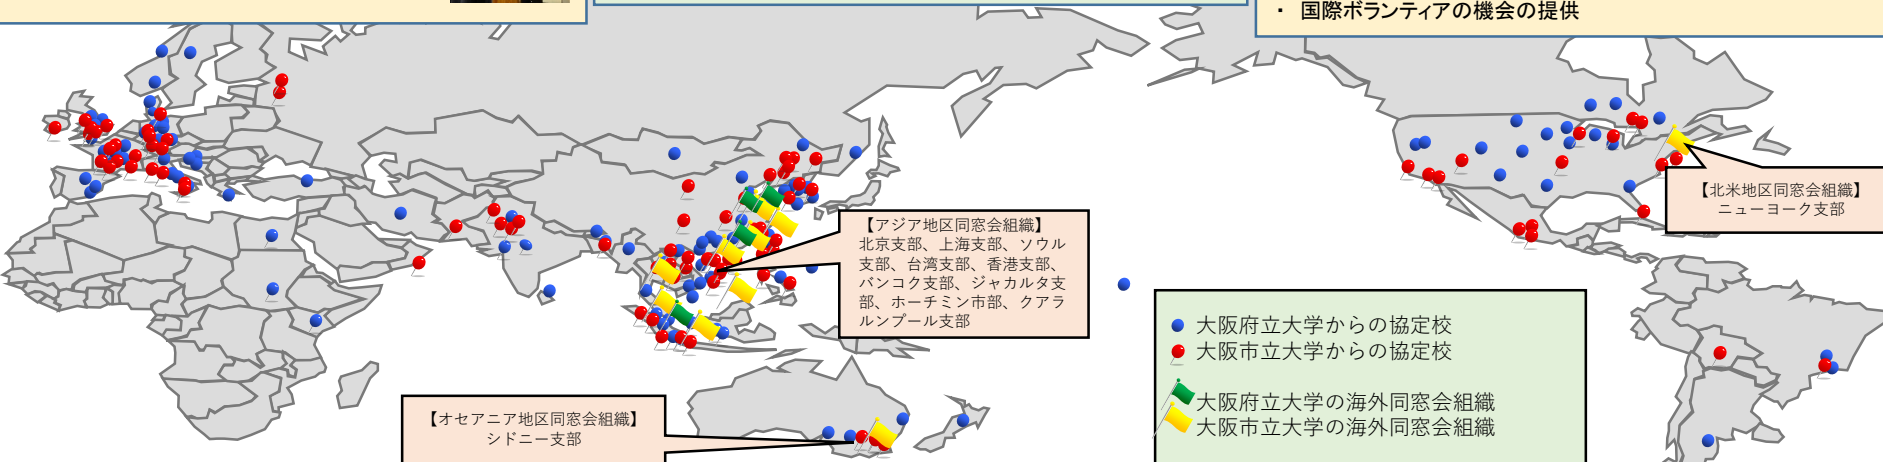 ・ 国際ボランティアの機会の提供
【北米地区同窓会組織】
ニューヨーク支部
【アジア地区同窓会組織】
北京支部、上海支部、ソウル
支部、台湾支部、香港支部、
バンコク支部、ジャカルタ支
部、ホーチミン市部、クアラ
ルンプール支部
大阪府立大学からの協定校
大阪市立大学からの協定校
大阪府立大学の海外同窓会組織
大阪市立大学の海外同窓会組織
【オセアニア地区同窓会組織】
シドニー支部